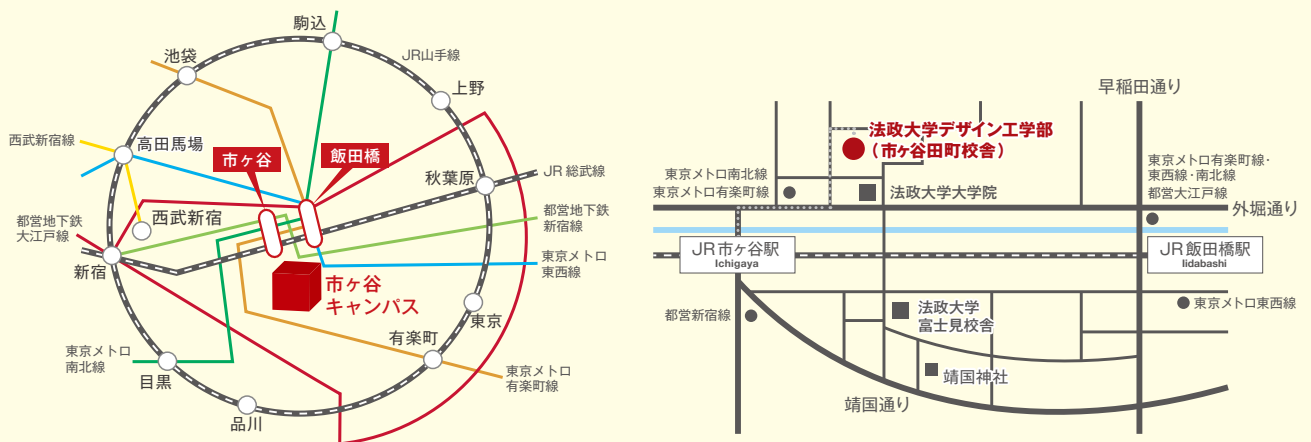 駒込
JR山手線
池袋
上野
西武新宿線
高田馬場
市ヶ谷
飯田橋
秋葉原
JR 総武線
西武新宿
都営地下鉄
大江戸線
都営地下鉄
新宿線
新宿
東京メトロ
東西線
市ヶ谷
キャンパス
東京
有楽町
東京メトロ
南北線
目黒
東京メトロ
有楽町線
品川
早稲田通り
法政大学デザイン工学部
(市ヶ谷田町校舎)
東京メトロ南北線
東京メトロ有楽町線
法政大学大学院
東京メトロ有楽町線・
東西線・南北線
都営大江戸線
外堀通り
JR市ヶ谷駅
Ichigaya
JR飯田橋駅
Iidabashi
都営新宿線
法政大学
富士見校舎
東京メトロ東西線
靖国神社
靖国通り